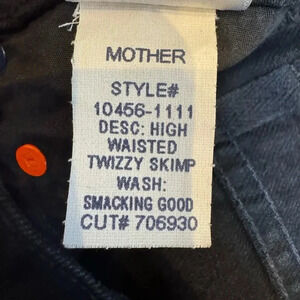 MOTHER
STYLE#
10456-1111
DESC: HIGH
WAISTED
TWIZZY SKIMP
WASH:
SMACKING GOOD
CUT# 706930